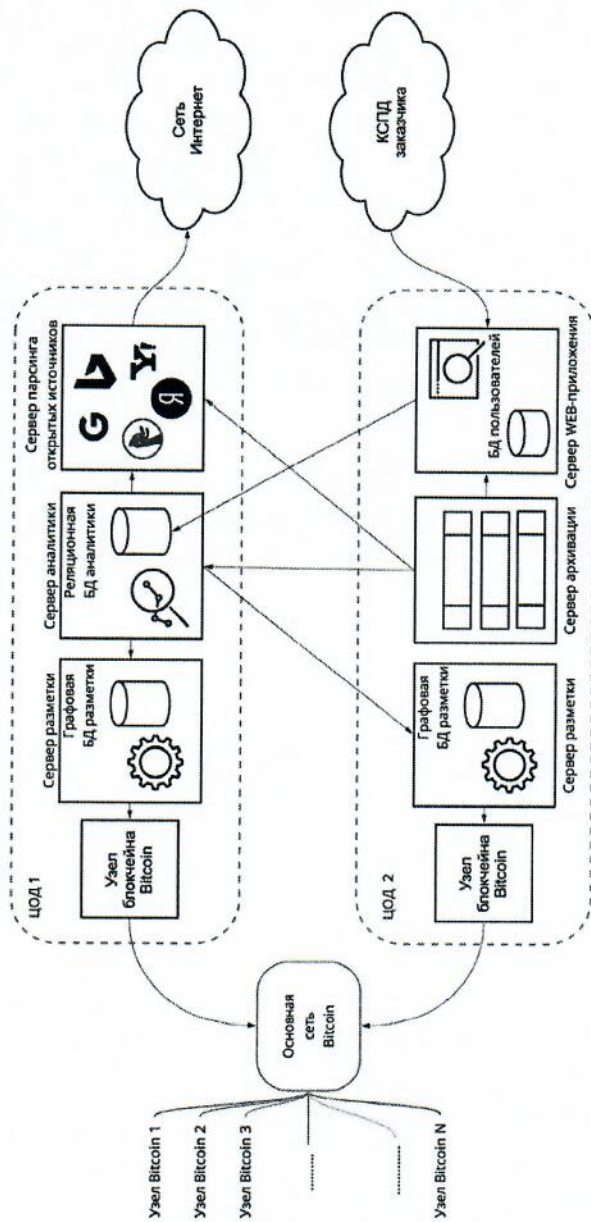 Узел Bitcoin 1
Узел Bitcoin 2
Узел Bitcoin 3
..........
..........
Узел Bitcoin N
Основная
сеть
Bitcoin
ЦОД 1
Узел
блокчейна
Bitcoin
Сервер разметки
Графовая
БД разметки
Сервер аналитики
Реляционная
БД аналитики
Сервер парсинга
открытых источников
G
Y!
Я
Сеть
Интернет
ЦОД 2
Узел
блокчейна
Bitcoin
Графовая
БД разметки
Сервер разметки
Сервер архивации
БД пользователей
Сервер WEB-приложения
КСПД
заказчика